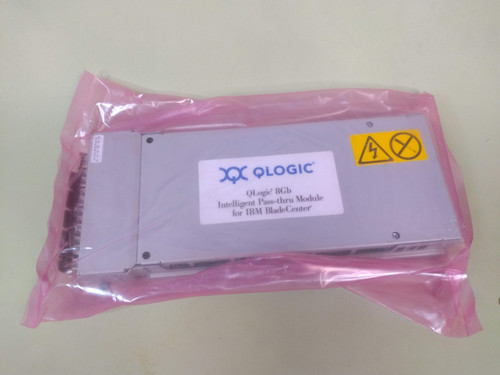 QLOGIC®
QLogic® 8Gb
Intelligent Pass-thru Module
for IBM BladeCenter®